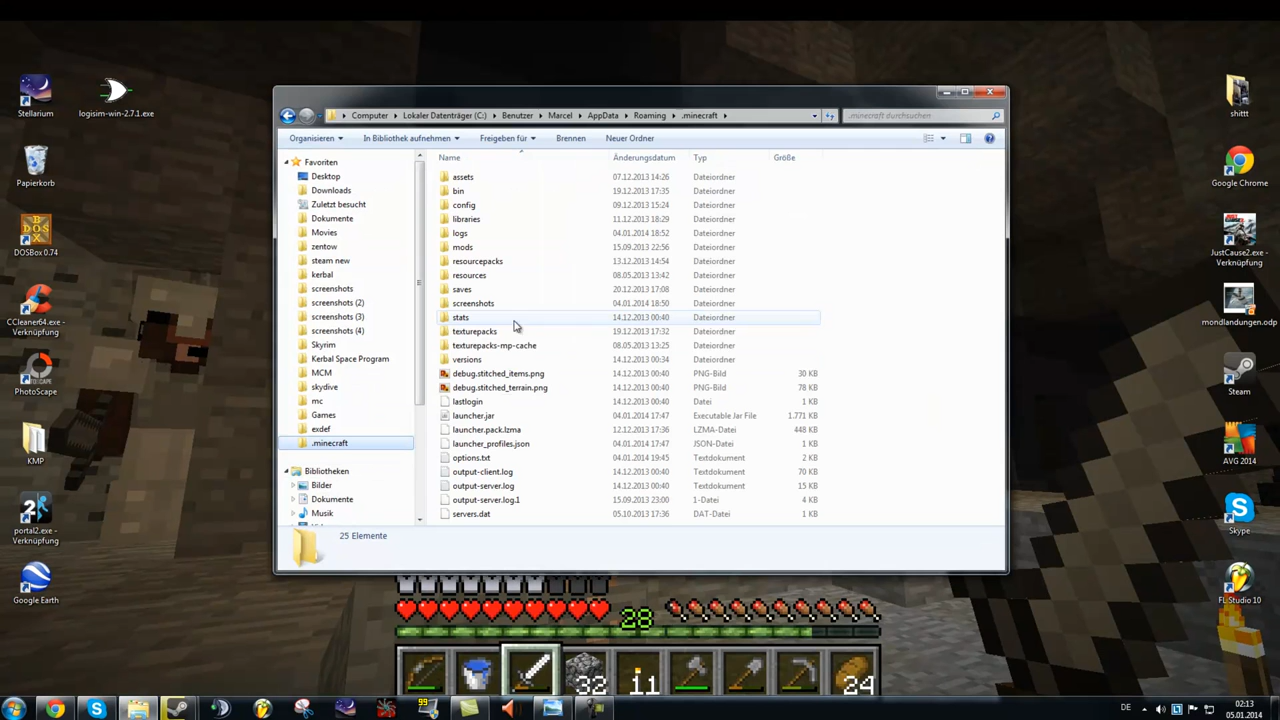 Stellarium
logisim-win-2.7.1.exe
Papierkorb
DOSBox 0.74
CCleaner64.exe -
Verknüpfung
PhotoScape
KMP
portal2.exe -
Verknüpfung
Google Earth
Computer
Lokaler Datenträger (C:)
Benutzer
Marcel
AppData
Roaming
.minecraft
.minecraft durchsuchen
Organisieren
In Bibliothek aufnehmen
Freigeben für
Brennen
Neuer Ordner
Favoriten
Desktop
Downloads
Zuletzt besucht
Dokumente
Movies
zentow
steam new
kerbal
screenshots
screenshots (2)
screenshots (3)
screenshots (4)
Skyrim
Kerbal Space Program
MCM
skydive
mc
Games
exdef
.minecraft
Bibliotheken
Bilder
Dokumente
Musik
Name Änderungsdatum Typ Größe
assets 07.12.2013 14:26 Dateiordner
bin 19.12.2013 17:35 Dateiordner
config 09.12.2013 15:24 Dateiordner
libraries 11.12.2013 18:29 Dateiordner
logs 04.01.2014 18:52 Dateiordner
mods 15.09.2013 22:56 Dateiordner
resourcepacks 13.12.2013 14:54 Dateiordner
resources 08.05.2013 13:42 Dateiordner
saves 20.12.2013 17:08 Dateiordner
screenshots 04.01.2014 18:50 Dateiordner
stats 14.12.2013 00:40 Dateiordner
texturepacks 19.12.2013 17:32 Dateiordner
texturepacks-mp-cache 08.05.2013 13:25 Dateiordner
versions 14.12.2013 00:34 Dateiordner
debug.stitched_items.png 14.12.2013 00:40 PNG-Bild 30 KB
debug.stitched_terrain.png 14.12.2013 00:40 PNG-Bild 78 KB
lastlogin 14.12.2013 00:40 Datei 1 KB
launcher.jar 04.01.2014 17:47 Executable Jar File 1.771 KB
launcher.pack.lzma 14.12.2013 00:40 LZMA-Datei 448 KB
launcher_profiles.json 04.01.2014 17:47 JSON-Datei 1 KB
options.txt 04.01.2014 19:45 Textdokument 2 KB
output-client.log 14.12.2013 00:40 Textdokument 70 KB
output-server.log 14.12.2013 00:40 Textdokument 15 KB
output-server.log.1 15.09.2013 23:00 1-Datei 4 KB
servers.dat 05.10.2013 17:36 DAT-Datei 1 KB
25 Elemente
shittt
Google Chrome
JustCause2.exe -
Verknüpfung
mondlandungen.odp
Steam
AVG 2014
Skype
FL Studio 10
28
32
11
24
99
DE
02:13
05.01.2014